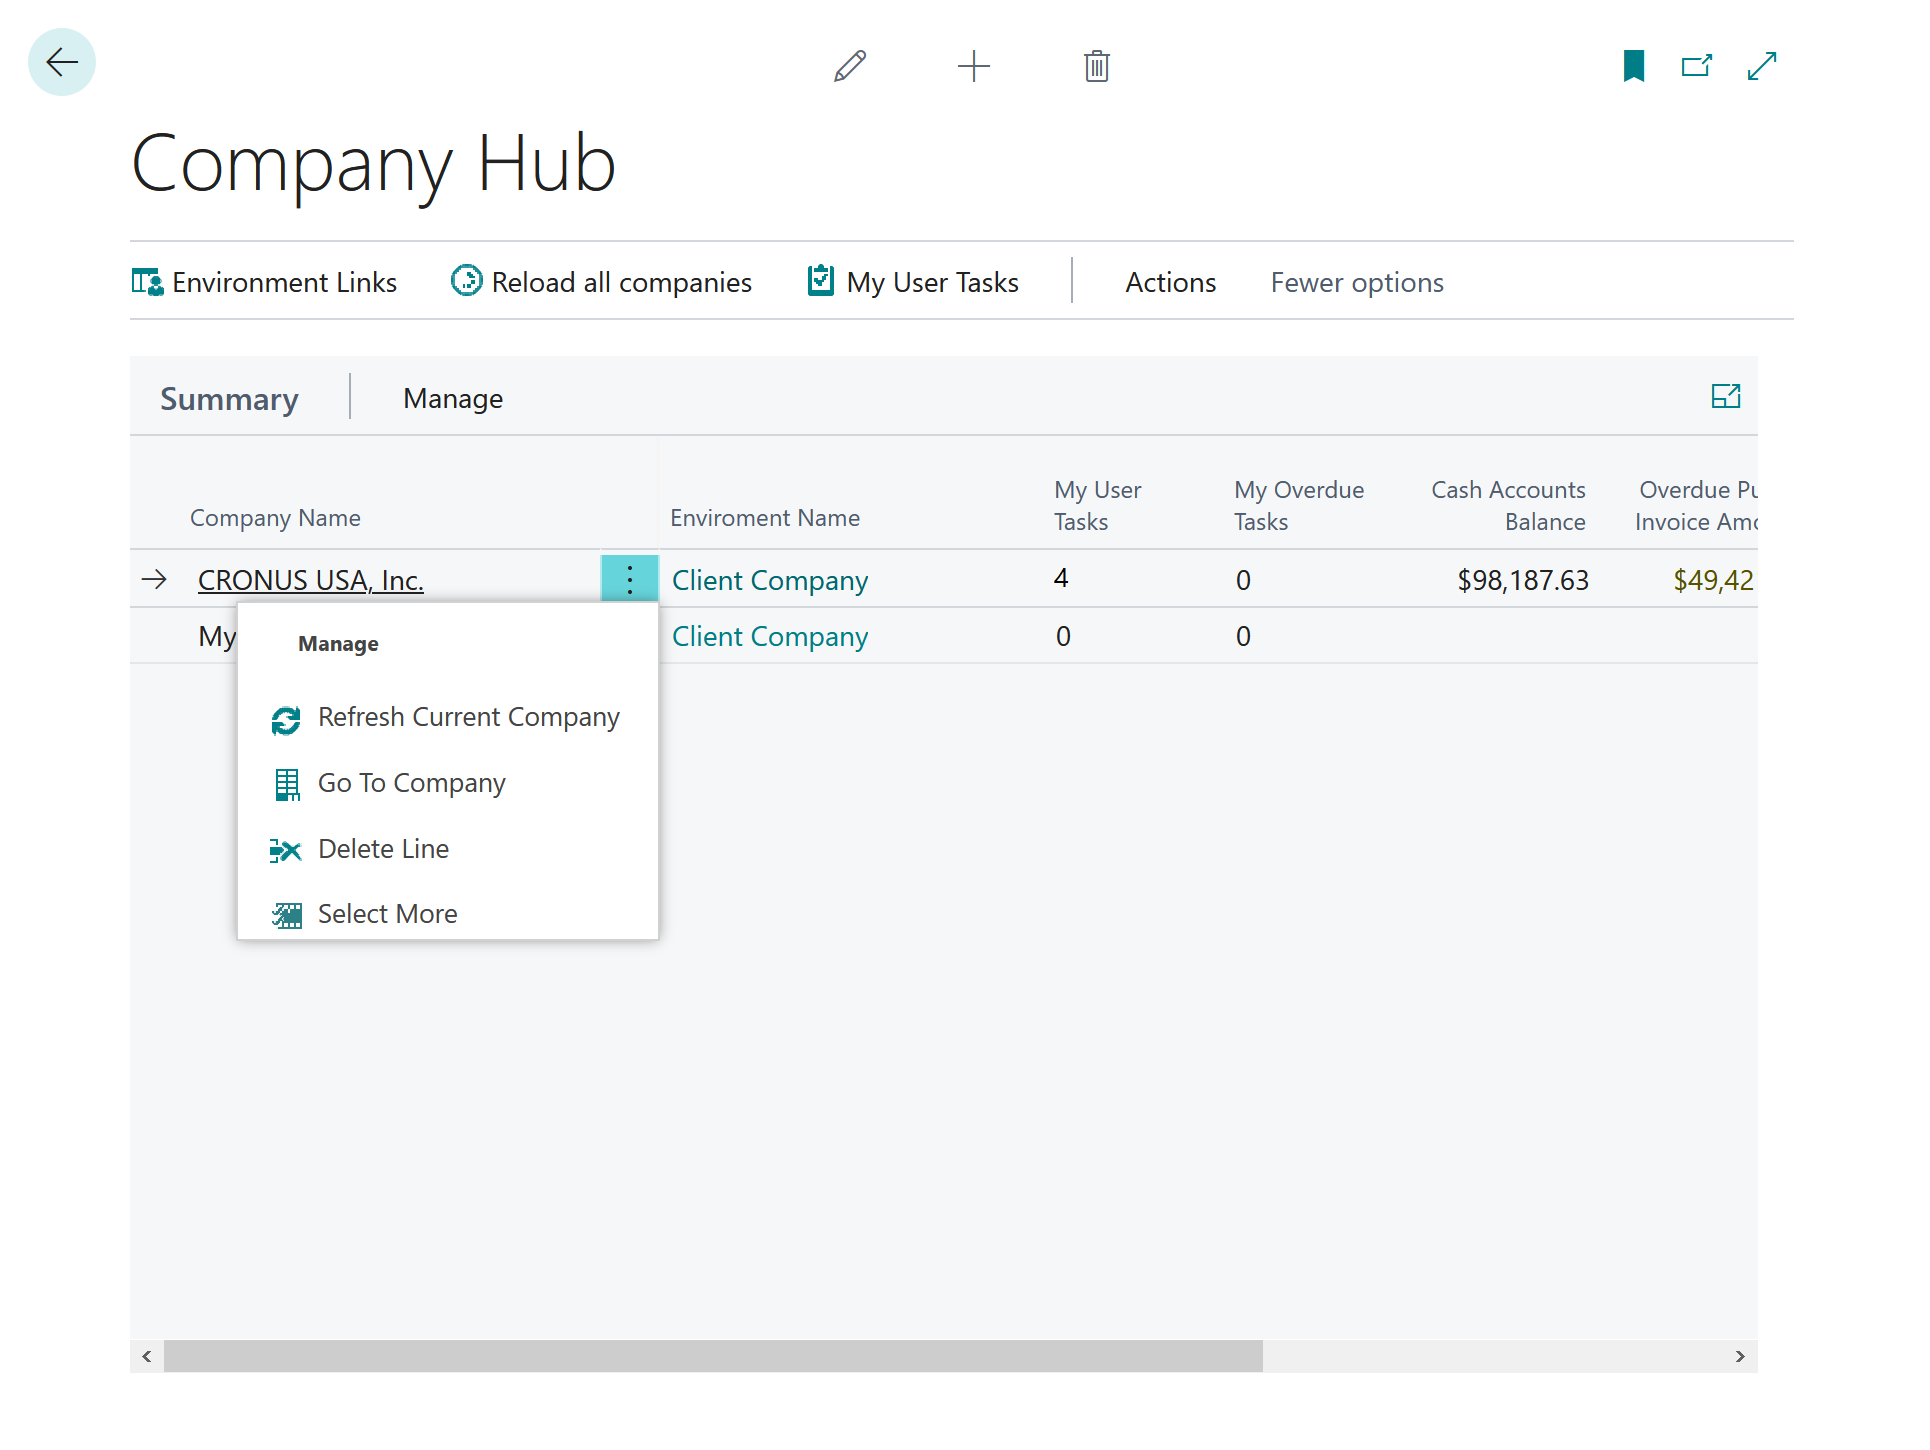 Company Hub
Environment Links Reload all companies My User Tasks Actions Fewer options
Summary Manage
Company Name Enviroment Name My User Tasks My Overdue Tasks Cash Accounts Balance Overdue Pu Invoice Amo
CRONUS USA, Inc. Client Company 4 0 $98,187.63 $49,42
My Client Company 0 0
Manage
Refresh Current Company
Go To Company
Delete Line
Select More